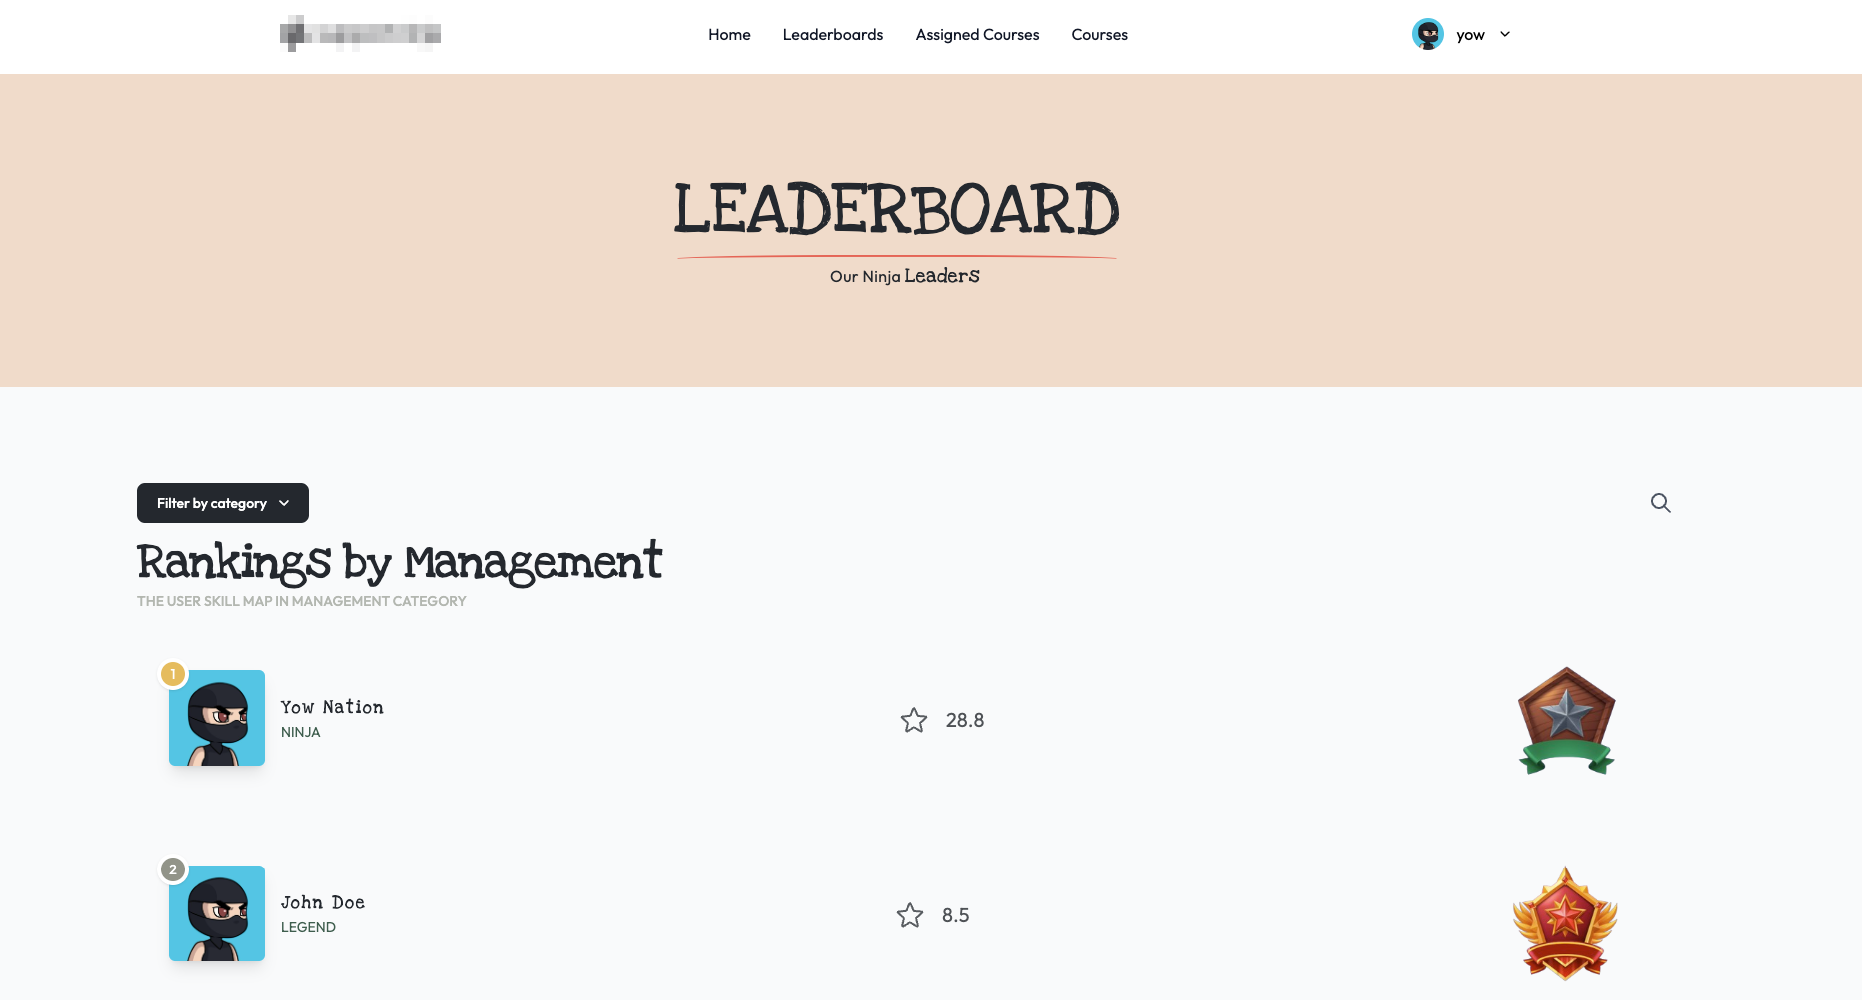 Home Leaderboards Assigned Courses Courses yow
LEADERBOARD
Our Ninja Leaders
Filter by category
Rankings by Management
THE USER SKILL MAP IN MANAGEMENT CATEGORY
1
Yow Nation
NINJA
28.8
2
John Doe
LEGEND
8.5